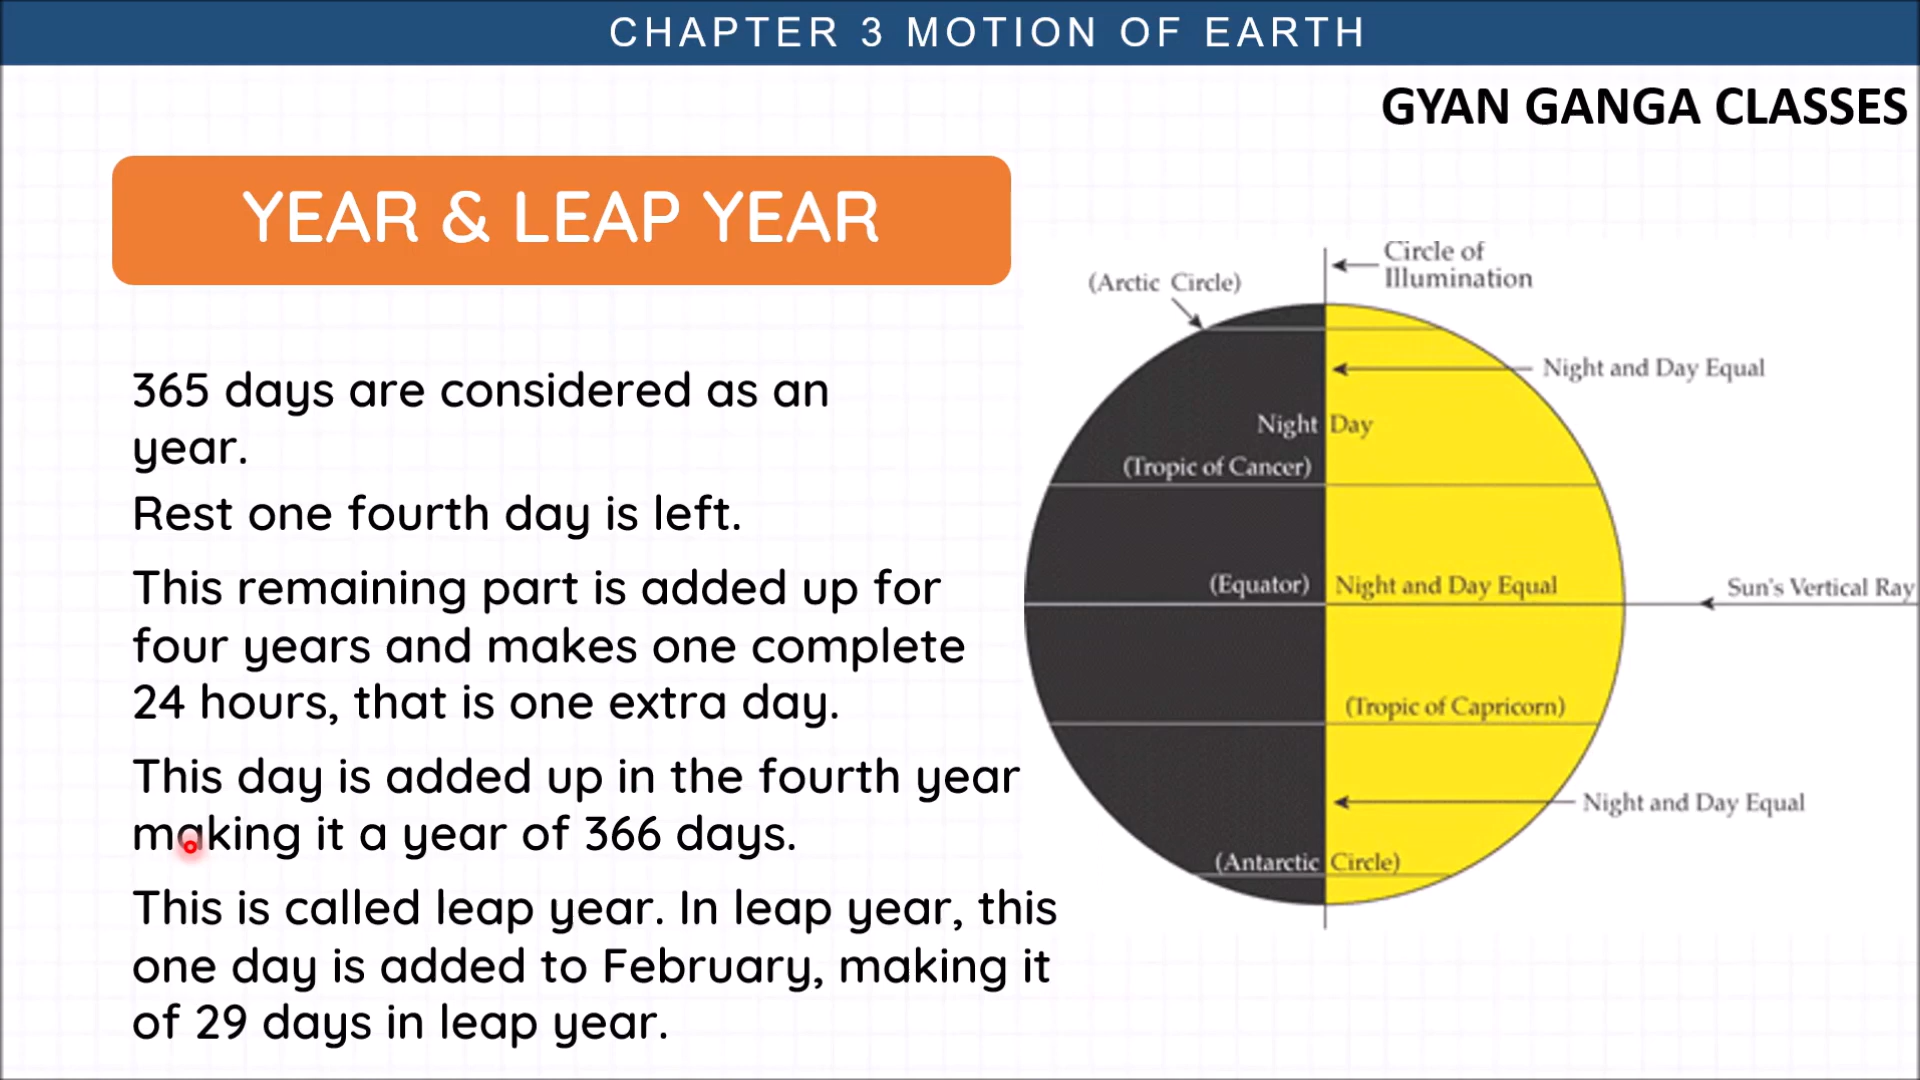 CHAPTER 3 MOTION OF EARTH
GYAN GANGA CLASSES
YEAR & LEAP YEAR
365 days are considered as an
year.
Rest one fourth day is left.
This remaining part is added up for
four years and makes one complete
24 hours, that is one extra day.
This day is added up in the fourth year
making it a year of 366 days.
This is called leap year. In leap year, this
one day is added to February, making it
of 29 days in leap year.
Circle of
Illumination
(Arctic Circle)
Night and Day Equal
Night Day
(Tropic of Cancer)
(Equator) Night and Day Equal
Sun's Vertical Ray
(Tropic of Capricorn)
Night and Day Equal
(Antarctic Circle)